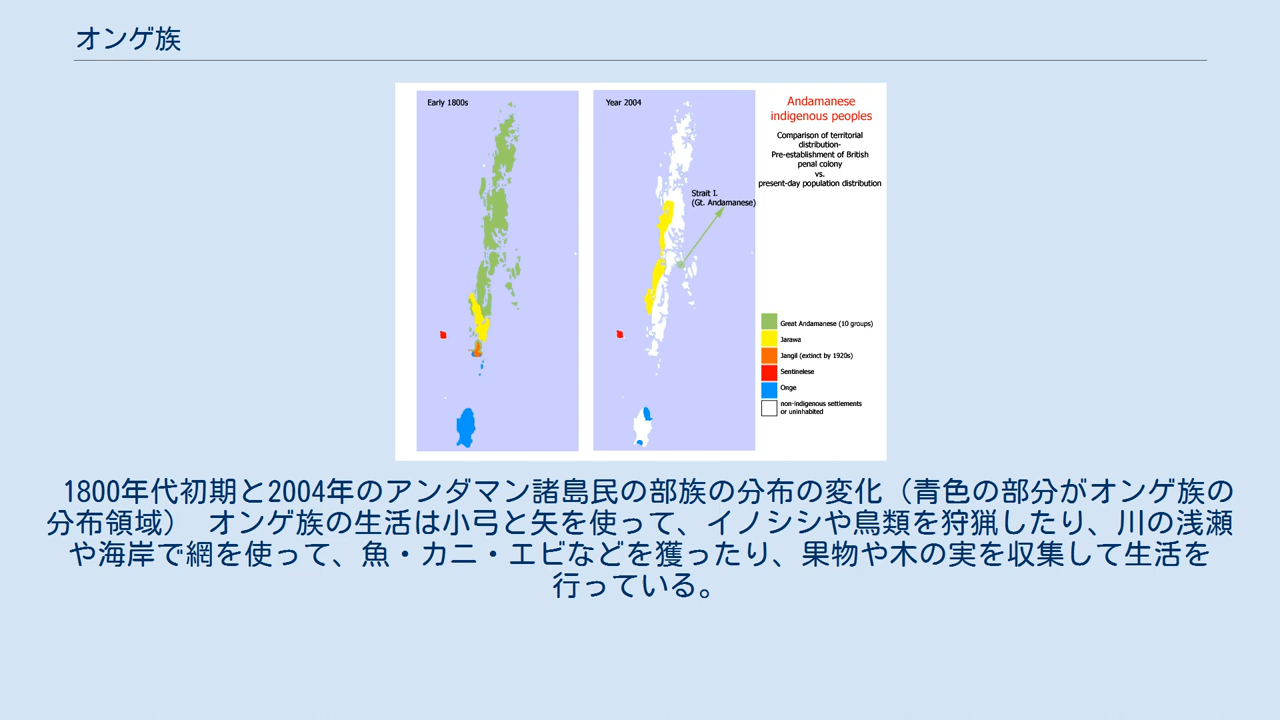 オンゲ族
Early 1800s
Year 2004
Strait I.
(Gt. Andamanese)
Andamanese
indigenous peoples
Comparison of territorial
distribution-
Pre-establishment of British
penal colony
vs.
present-day population distribution
Great Andamanese (10 groups)
Jarawa
Jangil (extinct by 1920s)
Sentinelese
Onge
non-indigenous settlements
or uninhabited
1800年代初期と2004年のアンダマン諸島民の部族の分布の変化（青色の部分がオンゲ族の
分布領域） オンゲ族の生活は小弓と矢を使って、イノシシや鳥類を狩猟したり、川の浅瀬
や海岸で網を使って、魚・カニ・エビなどを獲ったり、果物や木の実を収集して生活を
行っている。